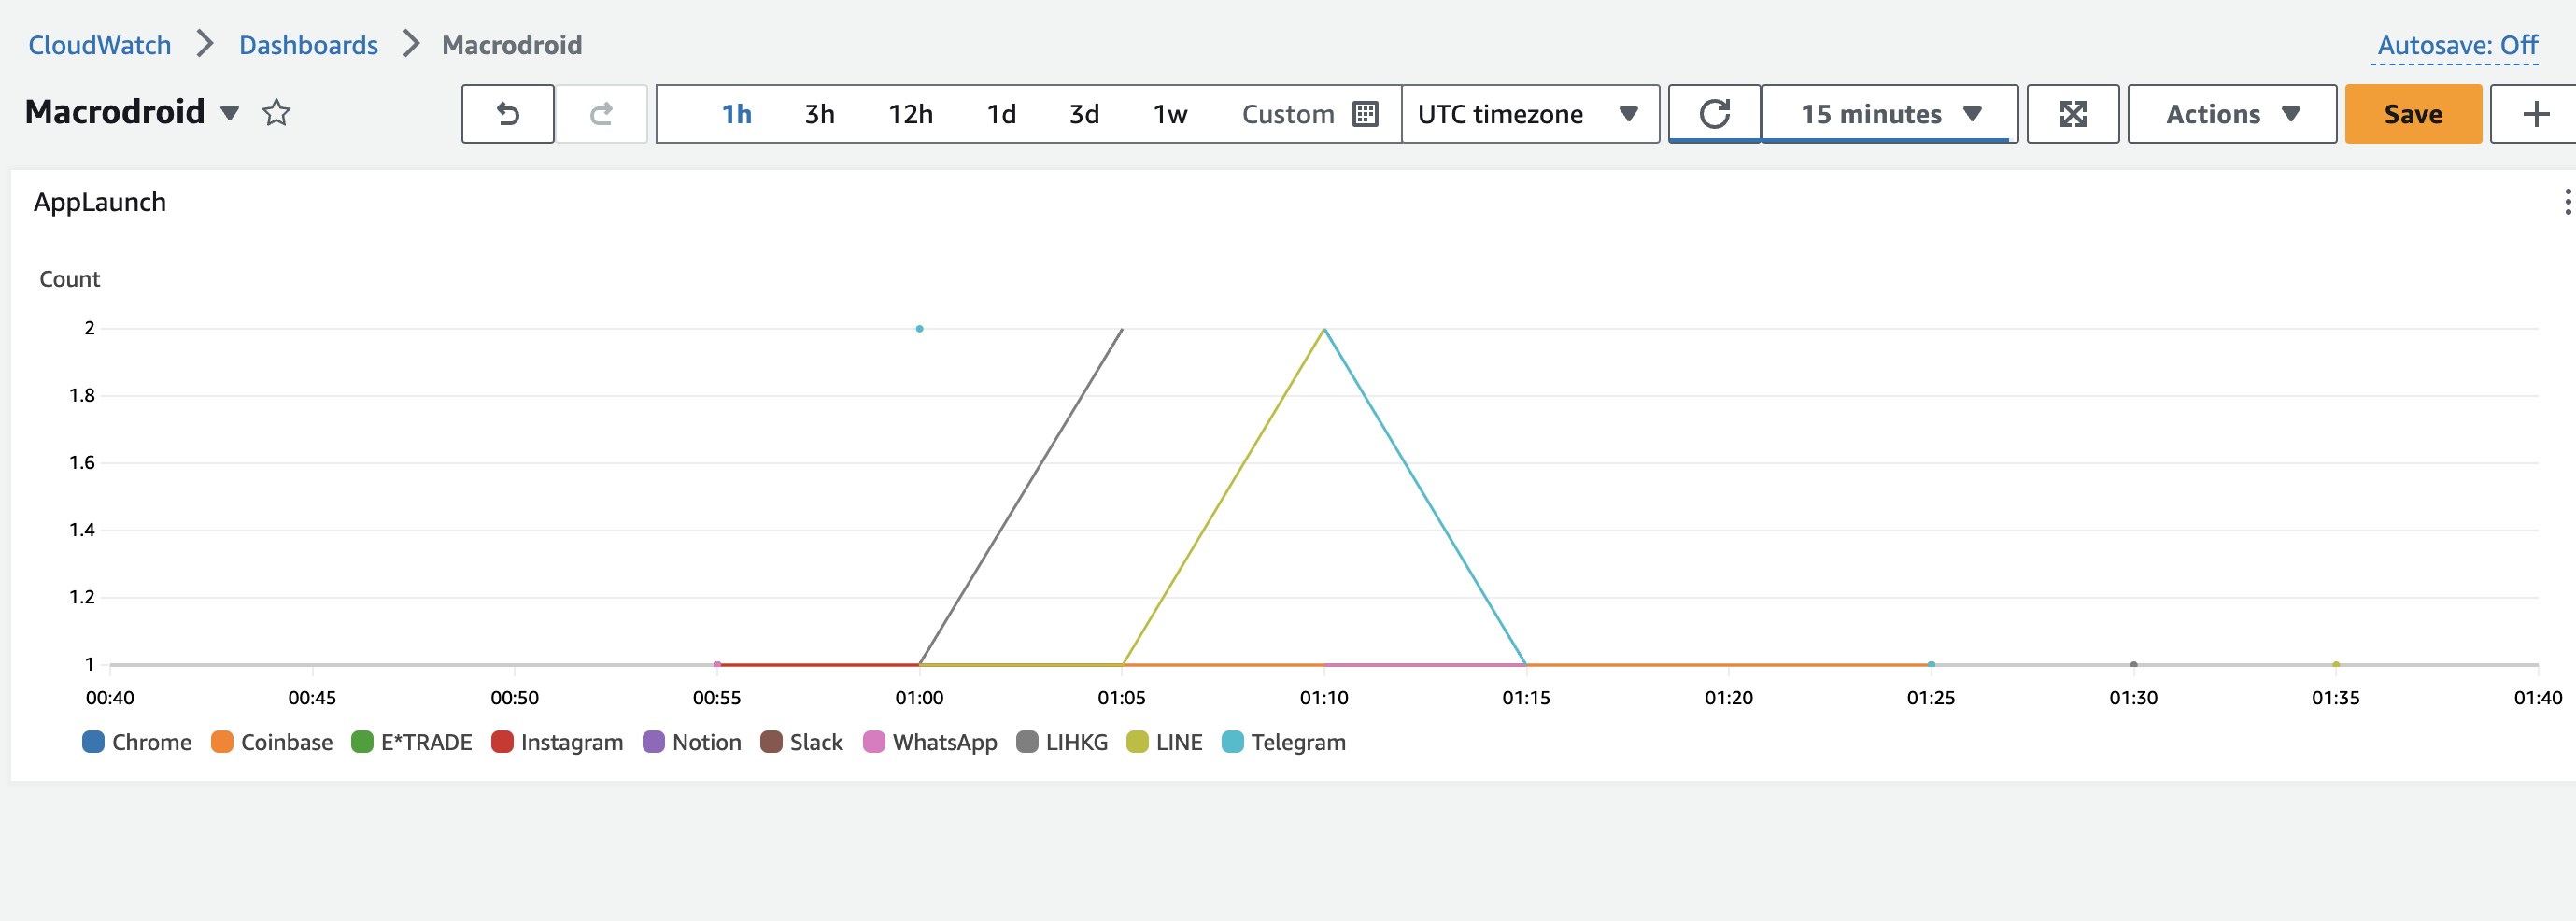 CloudWatch > Dashboards > Macrodroid
Autosave: Off
Macrodroid
1h 3h 12h 1d 3d 1w Custom UTC timezone 15 minutes Actions Save
AppLaunch
Count
2
1.8
1.6
1.4
1.2
1
00:40 00:45 00:50 00:55 01:00 01:05 01:10 01:15 01:20 01:25 01:30 01:35 01:40
Chrome Coinbase E*TRADE Instagram Notion Slack WhatsApp LIHKG LINE Telegram